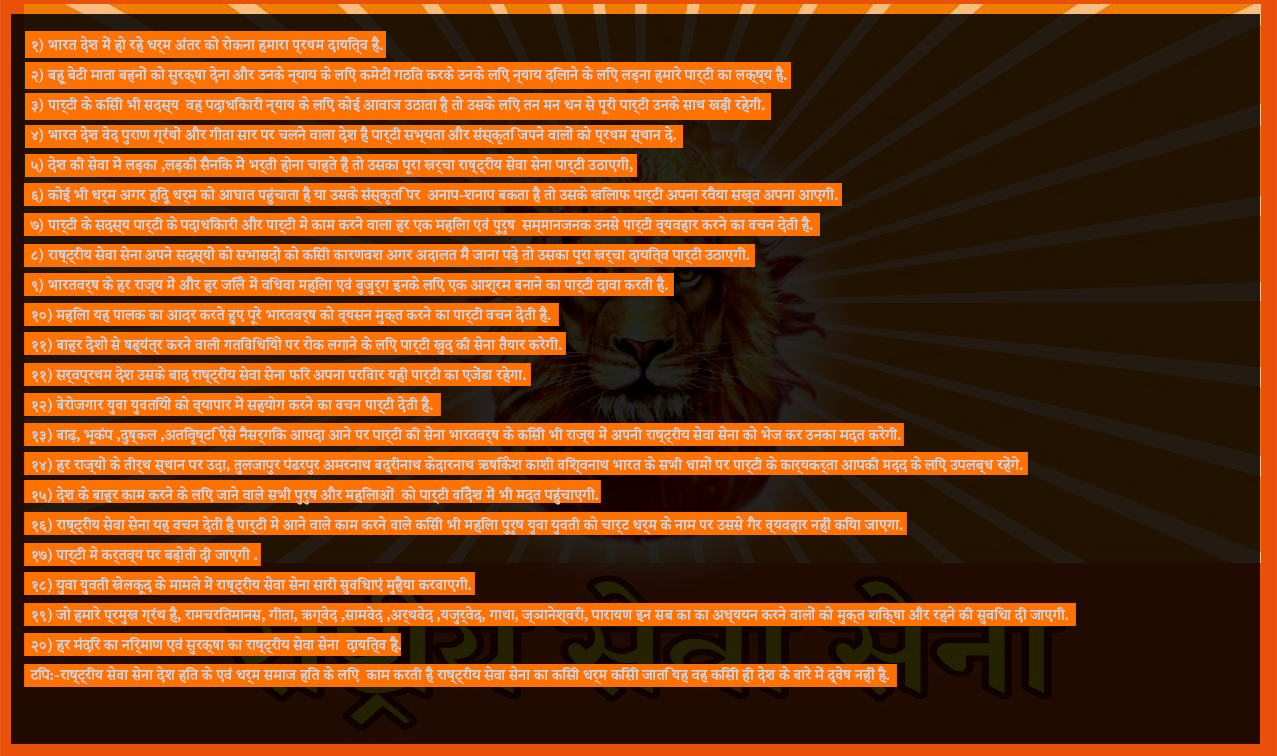 १) भारत देश में हो रहे धर्म अंतर को रोकना हमारा प्रथम दायित्व है.
२) बहू बेटी माता बहनों को सुरक्षा देना और उनके न्याय के लिए कमेटी गठित करके उनके लिए न्याय दिलाने के लिए लड़ना हमारे पार्टी का लक्ष्य है.
३) पार्टी के किसी भी सदस्य वह पदाधिकारी न्याय के लिए कोई आवाज उठाता है तो उसके लिए तन मन धन से पूरी पार्टी उनके साथ खड़ी रहेगी.
४) भारत देश वेद पुराण ग्रंथो और गीता सार पर चलने वाला देश है पार्टी सभ्यता और संस्कृति जपने वालों को प्रथम स्थान दे.
५) देश की सेवा में लड़का ,लड़की सैनिक में भर्ती होना चाहते हैं तो उसका पूरा खर्चा राष्ट्रीय सेवा सेना पार्टी उठाएगी,
६) कोई भी धर्म अगर हिंदू धर्म को आघात पहुंचाता है या उसके संस्कृति पर अनाप-शनाप बकता है तो उसके खिलाफ पार्टी अपना रवैया सख्त अपना आएगी.
७) पार्टी के सदस्य पार्टी के पदाधिकारी और पार्टी में काम करने वाला हर एक महिला एवं पुरुष सम्मानजनक उनसे पार्टी व्यवहार करने का वचन देती है.
८) राष्ट्रीय सेवा सेना अपने सदस्यों को सभासदों को किसी कारणवश अगर अदालत में जाना पड़े तो उसका पूरा खर्चा दायित्व पार्टी उठाएगी.
९) भारतवर्ष के हर राज्य में और हर जिले में विधवा महिला एवं बुजुर्ग इनके लिए एक आश्रम बनाने का पार्टी दावा करती है.
१०) महिला यह पालक का आदर करते हुए पूरे भारतवर्ष को व्यसन मुक्त करने का पार्टी वचन देती है.
११) बाहर देशो से षड्यंत्र करने वाली गतिविधियों पर रोक लगाने के लिए पार्टी खुद की सेना तैयार करेगी.
११) सर्वप्रथम देश उसके बाद राष्ट्रीय सेवा सेना फिर अपना परिवार यही पार्टी का एजेंडा रहेगा.
१२) बेरोजगार युवा युवतियों को व्यापार में सहयोग करने का वचन पार्टी देती है.
१३) बाढ़, भूकंप ,दुष्कल ,अतिवृष्टि ऐसे नैसर्गिक आपदा आने पर पार्टी की सेना भारतवर्ष के किसी भी राज्य में अपनी राष्ट्रीय सेवा सेना को भेज कर उनका मदत करेगी.
१४) हर राज्यों के तीर्थ स्थान पर उदा, तुलजापुर पंढरपुर अमरनाथ बद्रीनाथ केदारनाथ ऋषिकेश काशी विश्वनाथ भारत के सभी धामों पर पार्टी के कार्यकर्ता आपकी मदद के लिए उपलब्ध रहेंगे.
१५) देश के बाहर काम करने के लिए जाने वाले सभी पुरुष और महिलाओं को पार्टी विदेश में भी मदत पहुंचाएगी.
१६) राष्ट्रीय सेवा सेना यह वचन देती है पार्टी में आने वाले काम करने वाले किसी भी महिला पुरुष युवा युवती को चार्ट धर्म के नाम पर उससे गैर व्यवहार नहीं किया जाएगा.
१७) पार्टी में कर्तव्य पर बड़ोती दी जाएगी .
१८) युवा युवती खेलकूद के मामले में राष्ट्रीय सेवा सेना सारी सुविधाएं मुहैया करवाएगी.
१९) जो हमारे प्रमुख ग्रंथ है, रामचरितमानस, गीता, ऋग्वेद ,सामवेद ,अर्थवेद ,यजुर्वेद, गाथा, ज्ञानेश्वरी, पारायण इन सब का का अध्ययन करने वालों को मुक्त शिक्षा और रहने की सुविधा दी जाएगी.
२०) हर मंदिर का निर्माण एवं सुरक्षा का राष्ट्रीय सेवा सेना दायित्व है.
टिप:-राष्ट्रीय सेवा सेना देश हित के एवं धर्म समाज हित के लिए काम करती है राष्ट्रीय सेवा सेना का किसी धर्म किसी जाति यह वह किसी ही देश के बारे में द्वेष नहीं है.
राष्ट्रीय सेवा सेना